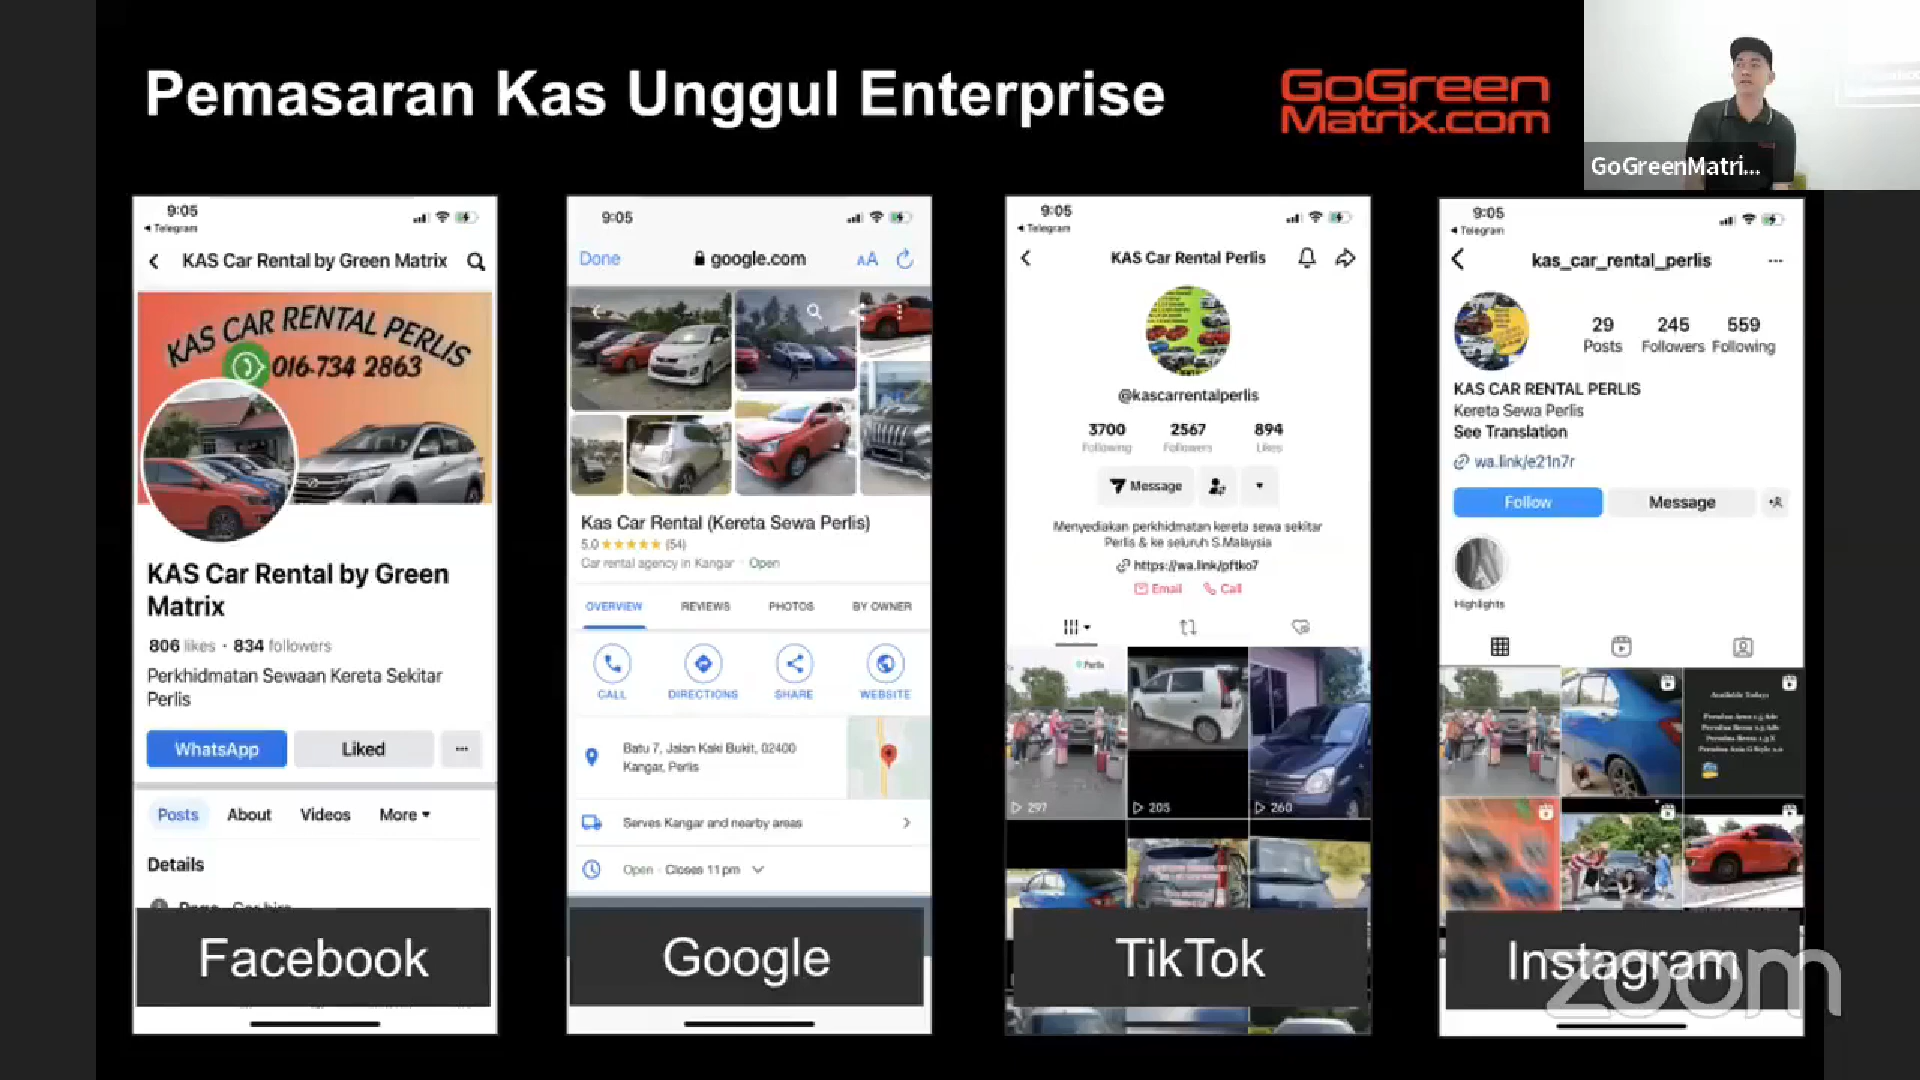 Pemasaran Kas Unggul Enterprise
GoGreen
Matrix.com
GoGreenMatri...
9:05
Telegram
KAS Car Rental by Green Matrix
KAS CAR RENTAL PERLIS
016-734 2863
KAS Car Rental by Green
Matrix
806 likes · 834 followers
Perkhidmatan Sewaan Kereta Sekitar
Perlis
WhatsApp
Liked
Posts
About
Videos
More
Details
Facebook
9:05
Done
google.com
AA
Kas Car Rental (Kereta Sewa Perlis)
5.0 (54)
Car rental agency in Kangar · Open
OVERVIEW
REVIEWS
PHOTOS
BY OWNER
CALL
DIRECTIONS
SHARE
WEBSITE
Batu 7, Jalan Kaki Bukit, 02400
Kangar, Perlis
Serves Kangar and nearby areas
Open · Closes 11 pm
Google
9:05
Telegram
KAS Car Rental Perlis
@kascarrentalperlis
3700
2567
894
Following
Followers
Likes
Message
Menyediakan perkhidmatan kereta sewa sekitar
Perlis & ke seluruh S.Malaysia
https://wa.link/pftko7
Email
Call
Perlis
297
205
260
TikTok
9:05
Telegram
kas_car_rental_perlis
29
245
559
Posts
Followers
Following
KAS CAR RENTAL PERLIS
Kereta Sewa Perlis
See Translation
wa.link/e21n7r
Follow
Message
Highlights
Available Today:
Instagram
zoom